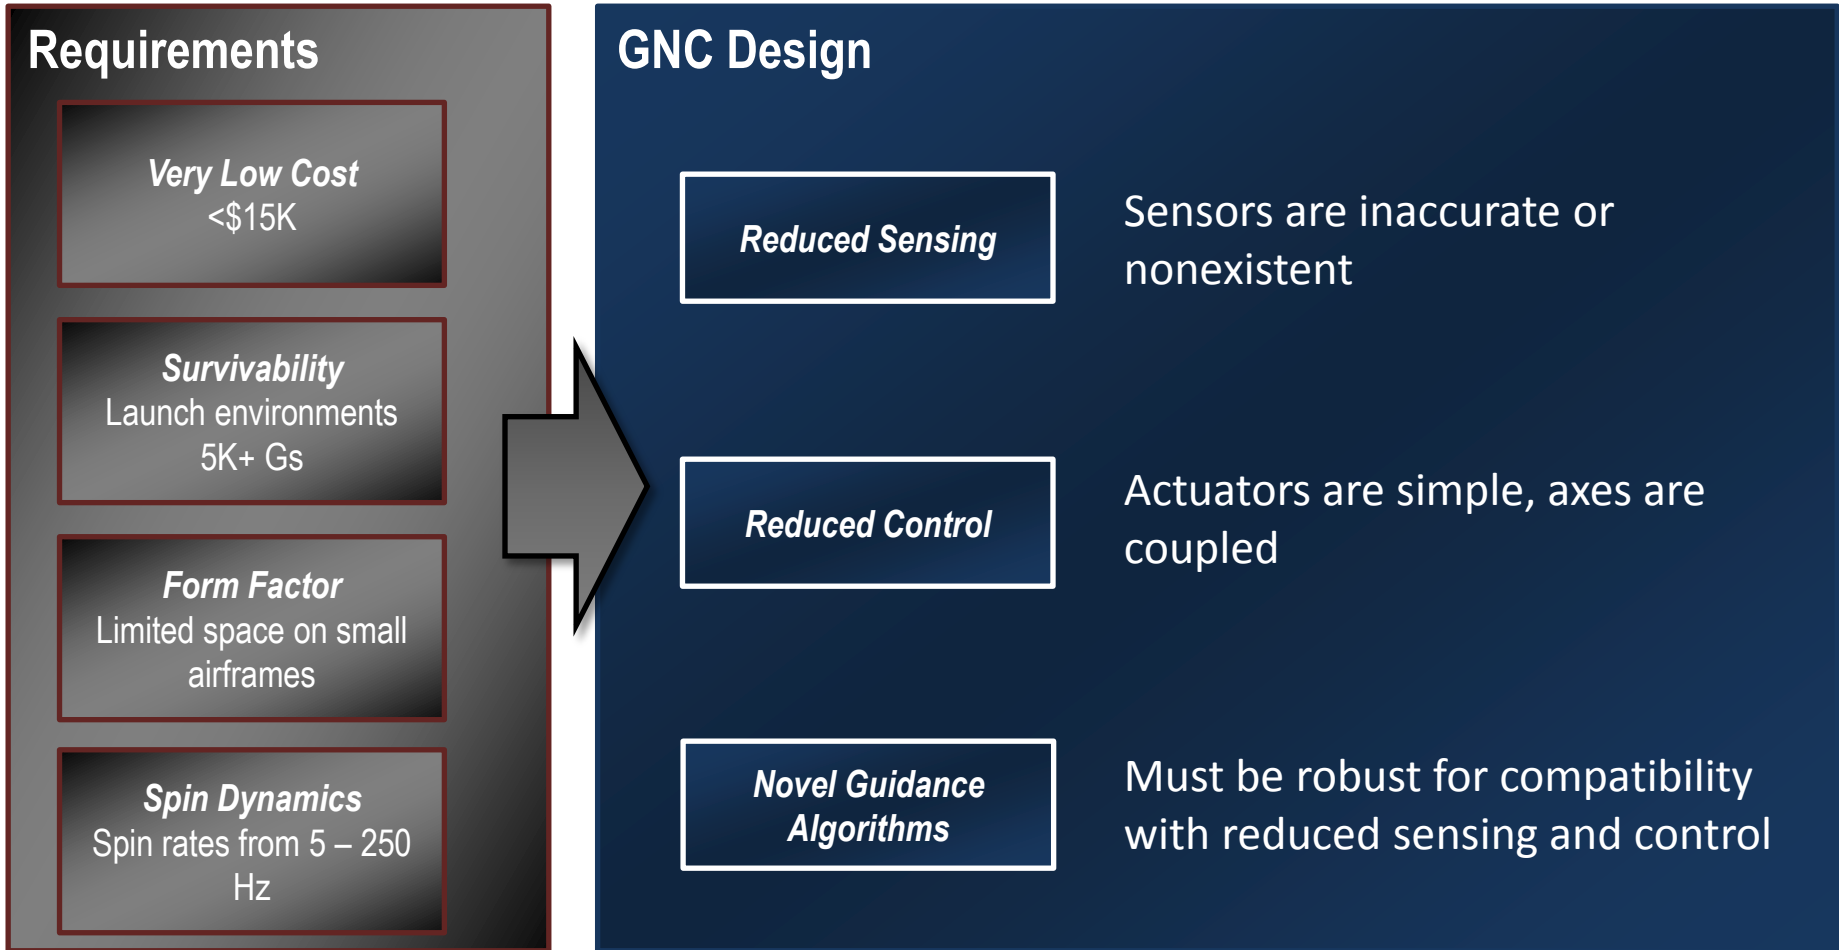 Requirements
Very Low Cost
<$15K
Survivability
Launch environments
5K+ Gs
Form Factor
Limited space on small
airframes
Spin Dynamics
Spin rates from 5 – 250
Hz
GNC Design
Reduced Sensing
Sensors are inaccurate or
nonexistent
Reduced Control
Actuators are simple, axes are
coupled
Novel Guidance
Algorithms
Must be robust for compatibility
with reduced sensing and control